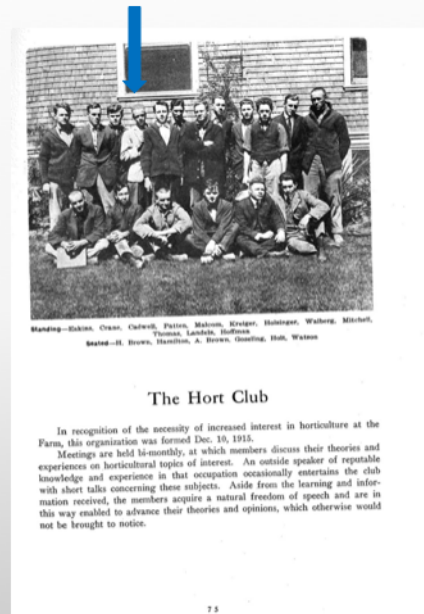 Standing—Eskine, Crane, Cadwell, Patten, Malcom, Kreiger, Holsinger, Walberg, Mitchell,
Thomas, Landels, Hoffman
Seated—H. Brown, Hamilton, A. Brown, Gossling, Holt, Watson
The Hort Club
In recognition of the necessity of increased interest in horticulture at the
Farm, this organization was formed Dec. 10, 1915.
Meetings are held bi-monthly, at which members discuss their theories and
experiences on horticultural topics of interest. An outside speaker of reputable
knowledge and experience in that occupation occasionally entertains the club
with short talks concerning these subjects. Aside from the learning and infor-
mation received, the members acquire a natural freedom of speech and are in
this way enabled to advance their theories and opinions, which otherwise would
not be brought to notice.
75